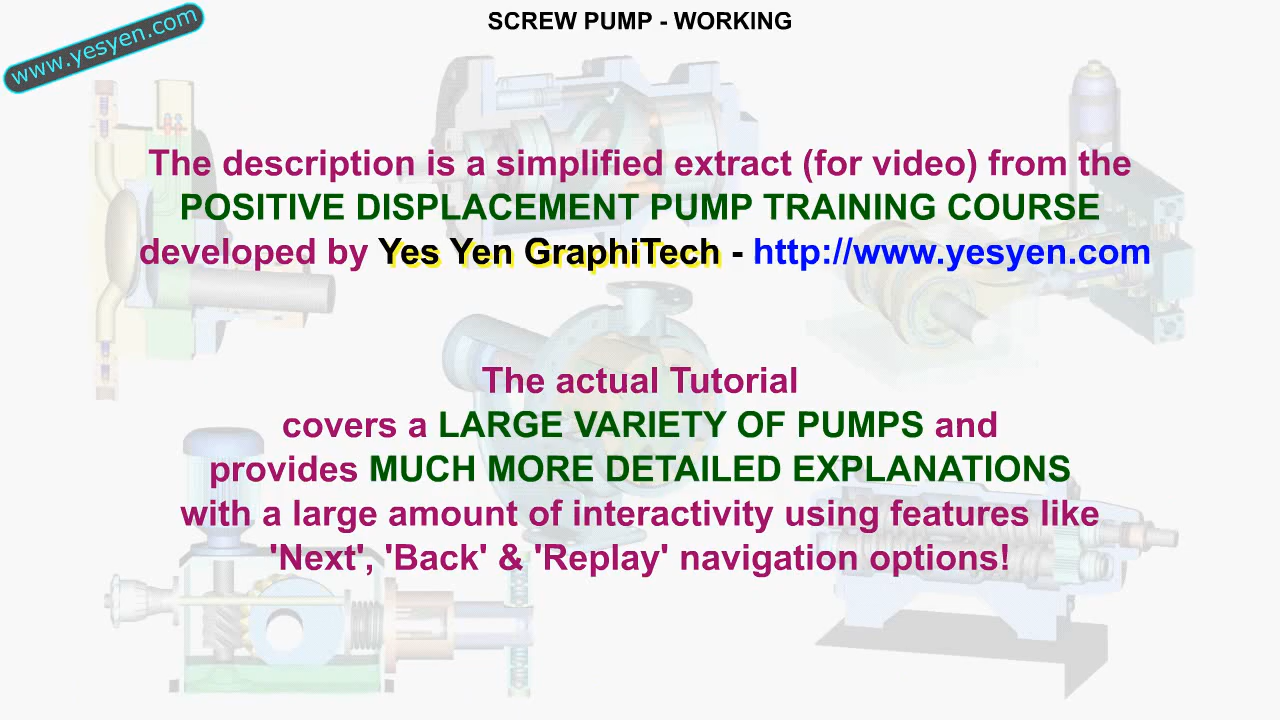 SCREW PUMP - WORKING
www.yesyen.com
The description is a simplified extract (for video) from the
POSITIVE DISPLACEMENT PUMP TRAINING COURSE
developed by Yes Yen GraphiTech - http://www.yesyen.com
The actual Tutorial
covers a LARGE VARIETY OF PUMPS and
provides MUCH MORE DETAILED EXPLANATIONS
with a large amount of interactivity using features like
'Next', 'Back' & 'Replay' navigation options!